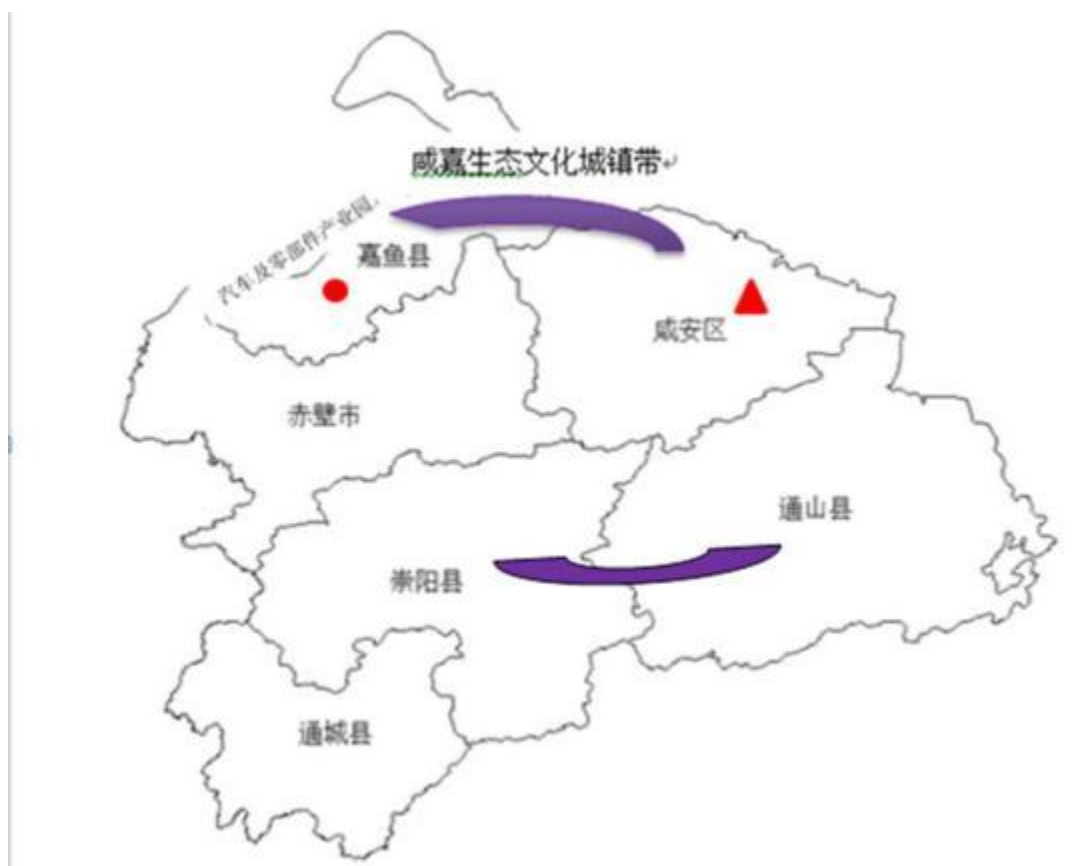 咸嘉生态文化城镇带
汽车及零部件产业园
嘉鱼县
咸安区
赤壁市
通山县
崇阳县
通城县